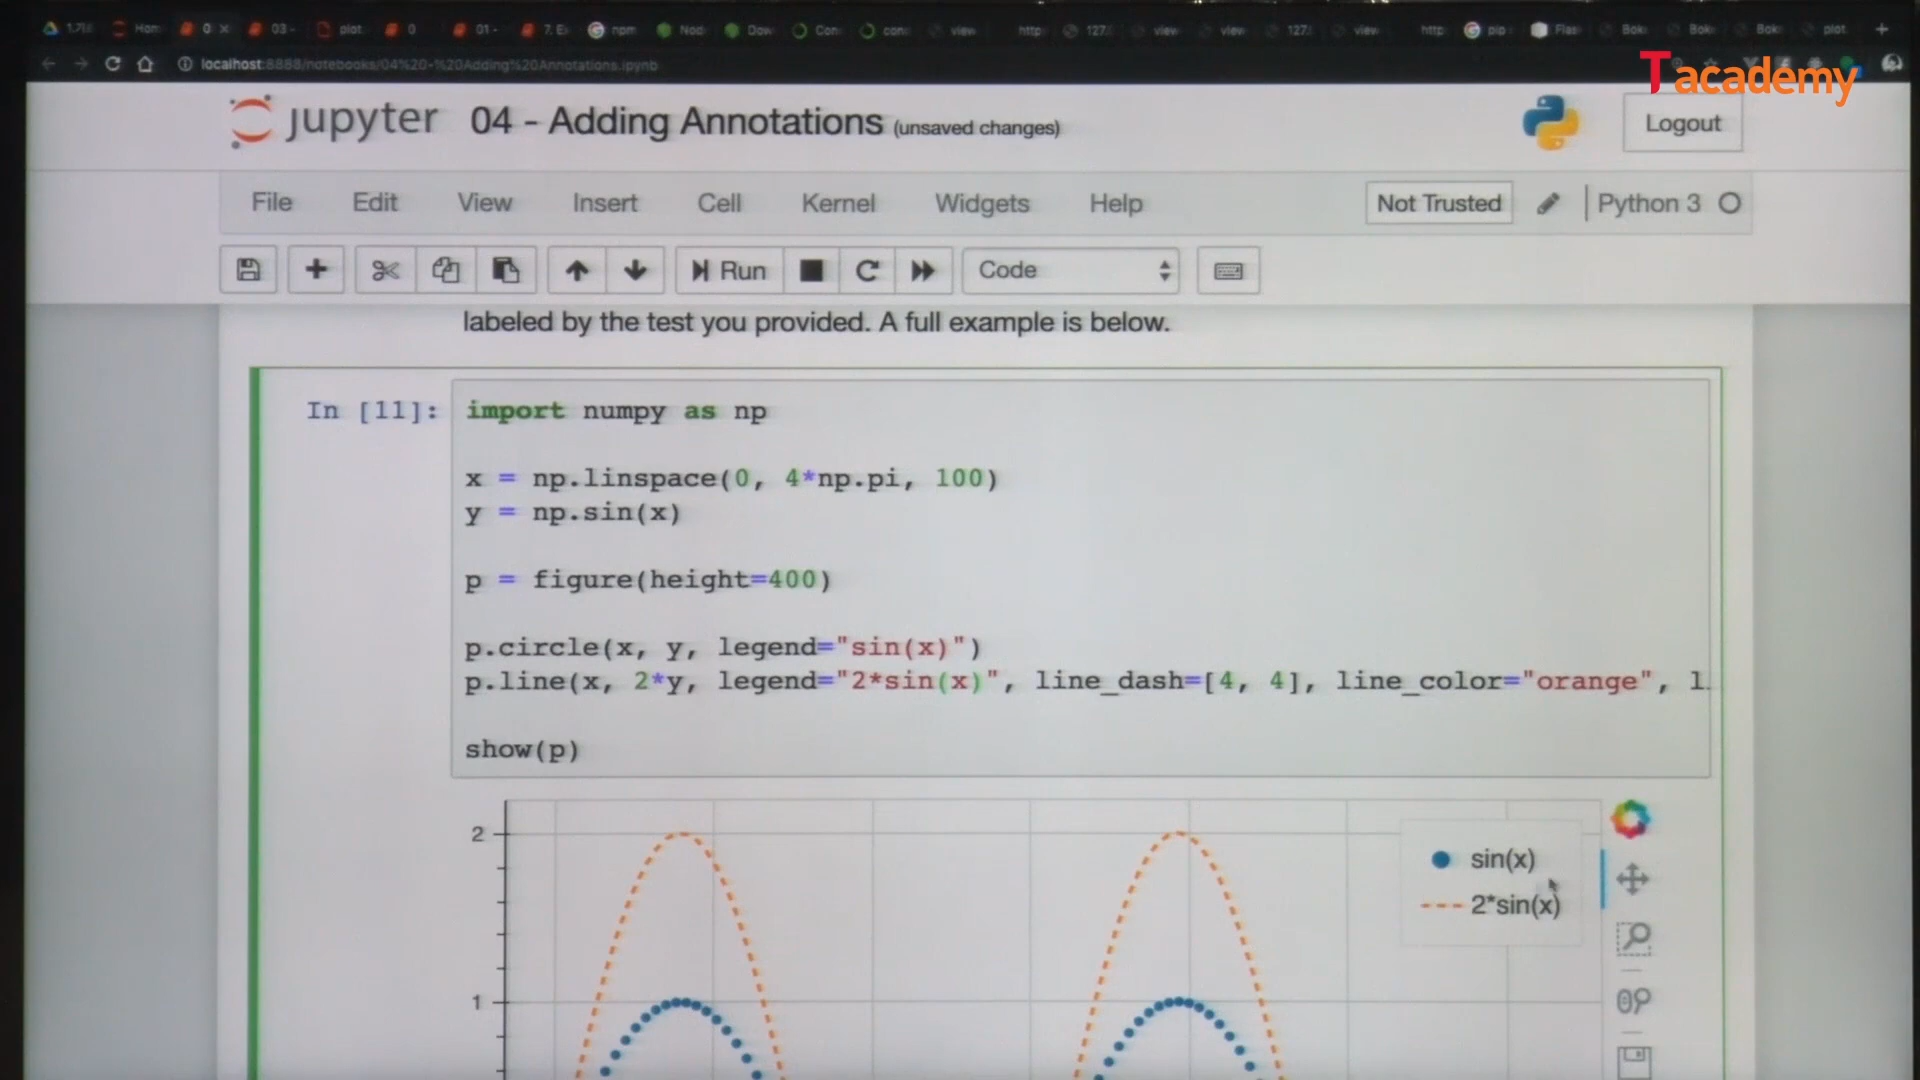 Tacademy
localhost:8888/notebooks/04%20-%20Adding%20Annotations.ipynb
jupyter 04 - Adding Annotations (unsaved changes)
Logout
File Edit View Insert Cell Kernel Widgets Help Not Trusted Python 3
Run Code
labeled by the test you provided. A full example is below.
In [11]: import numpy as np
x = np.linspace(0, 4*np.pi, 100)
y = np.sin(x)
p = figure(height=400)
p.circle(x, y, legend="sin(x)")
p.line(x, 2*y, legend="2*sin(x)", line_dash=[4, 4], line_color="orange", l
show(p)
2
sin(x)
2*sin(x)
1